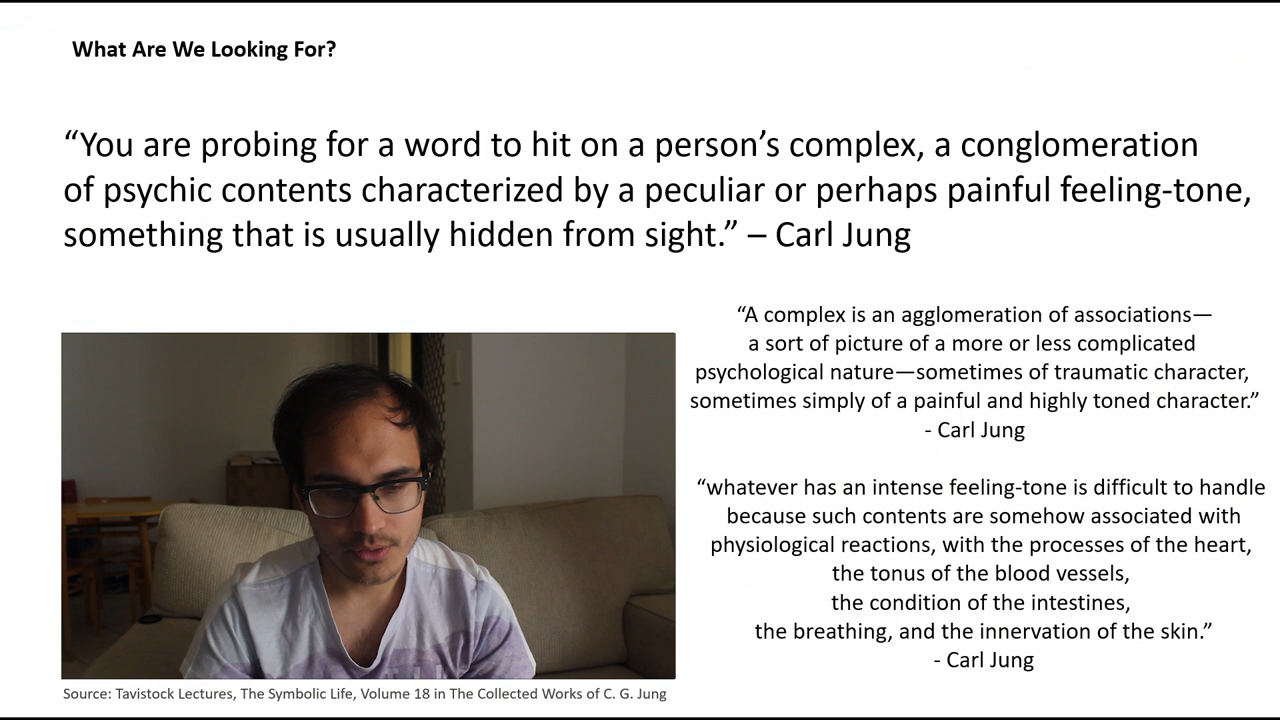 What Are We Looking For?
“You are probing for a word to hit on a person’s complex, a conglomeration
of psychic contents characterized by a peculiar or perhaps painful feeling-tone,
something that is usually hidden from sight.” – Carl Jung
“A complex is an agglomeration of associations—
a sort of picture of a more or less complicated
psychological nature—sometimes of traumatic character,
sometimes simply of a painful and highly toned character.”
- Carl Jung
“whatever has an intense feeling-tone is difficult to handle
because such contents are somehow associated with
physiological reactions, with the processes of the heart,
the tonus of the blood vessels,
the condition of the intestines,
the breathing, and the innervation of the skin.”
- Carl Jung
Source: Tavistock Lectures, The Symbolic Life, Volume 18 in The Collected Works of C. G. Jung